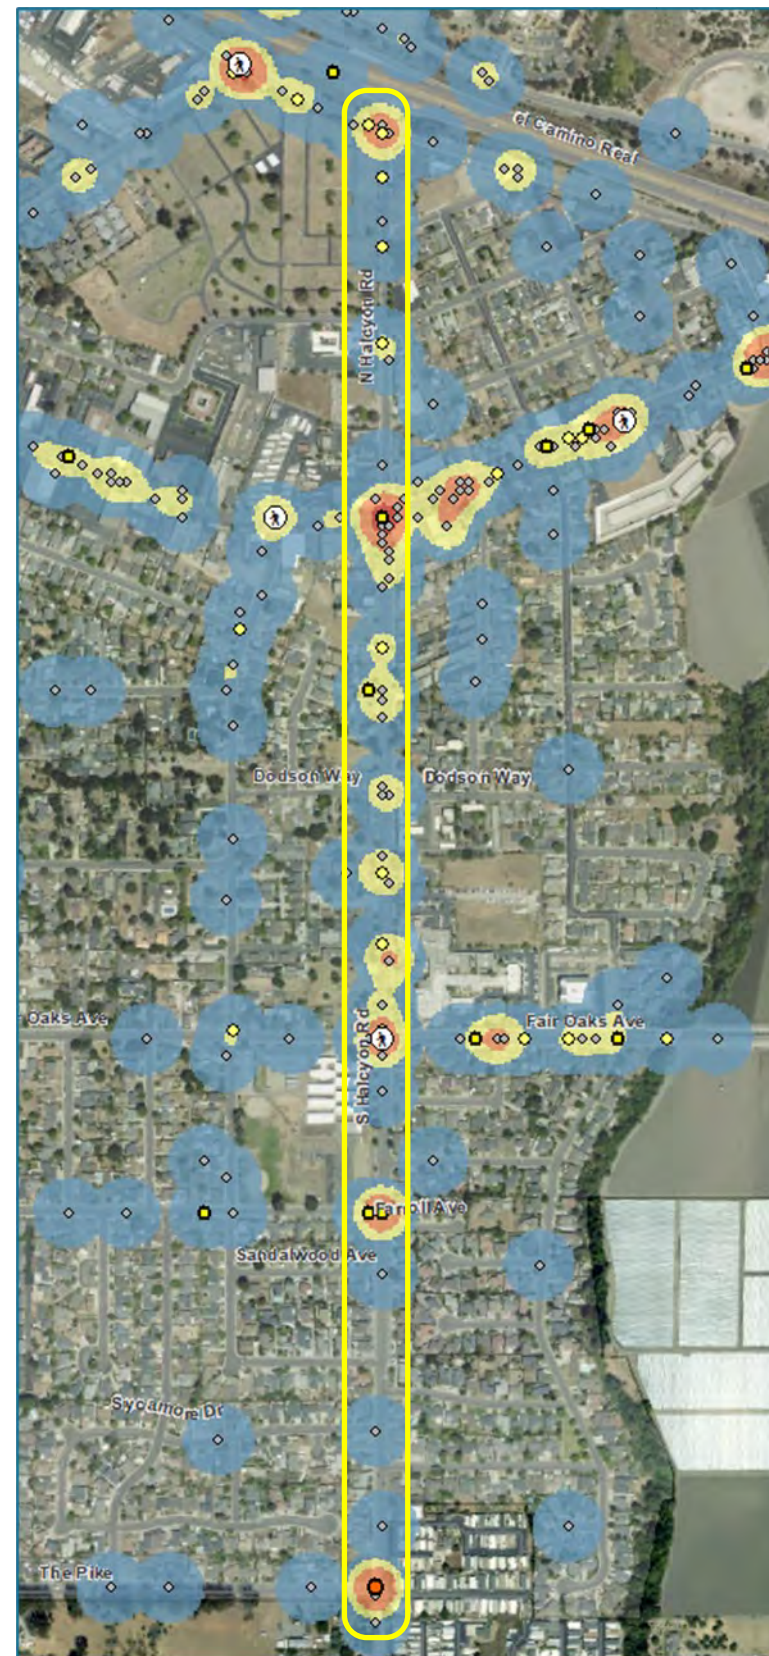 el Camino Real
N Halcyon Rd
Dodson Way
Dodson Way
Oaks Ave
Fair Oaks Ave
S Halcyon Rd
Farroll Ave
Sandalwood Ave
Sycamore Dr
The Pike